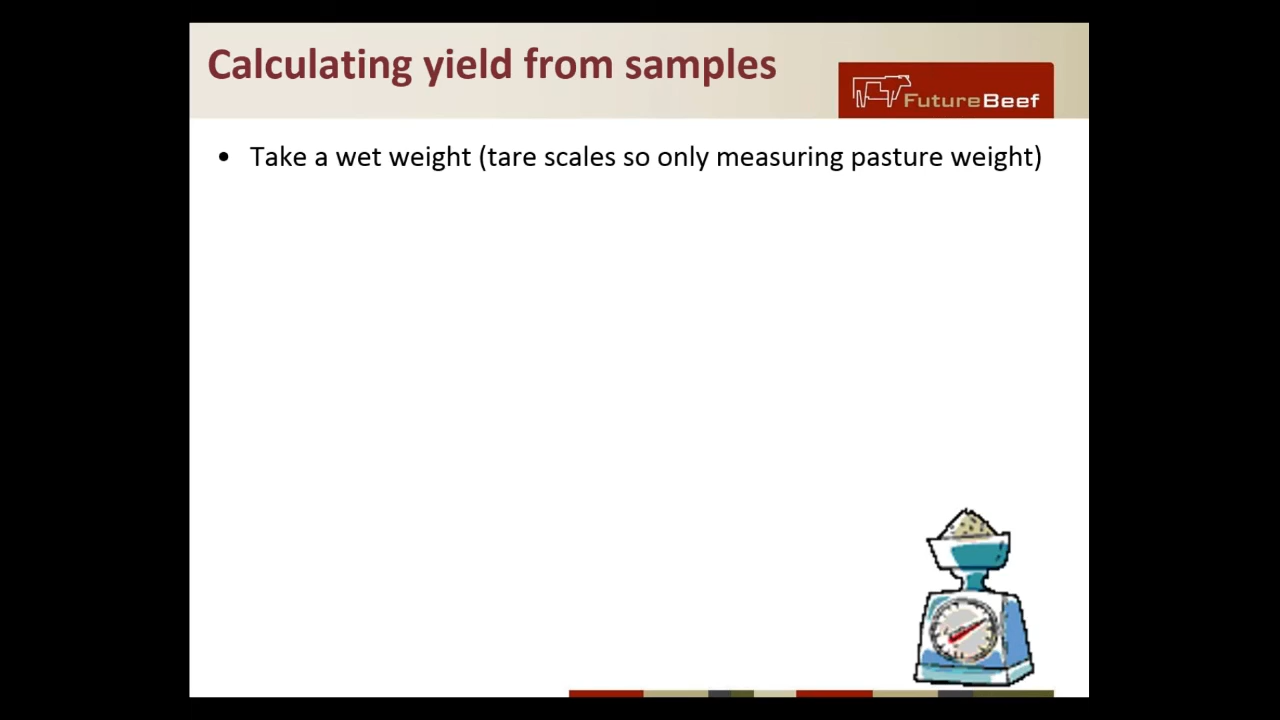 Calculating yield from samples
FutureBeef
• Take a wet weight (tare scales so only measuring pasture weight)